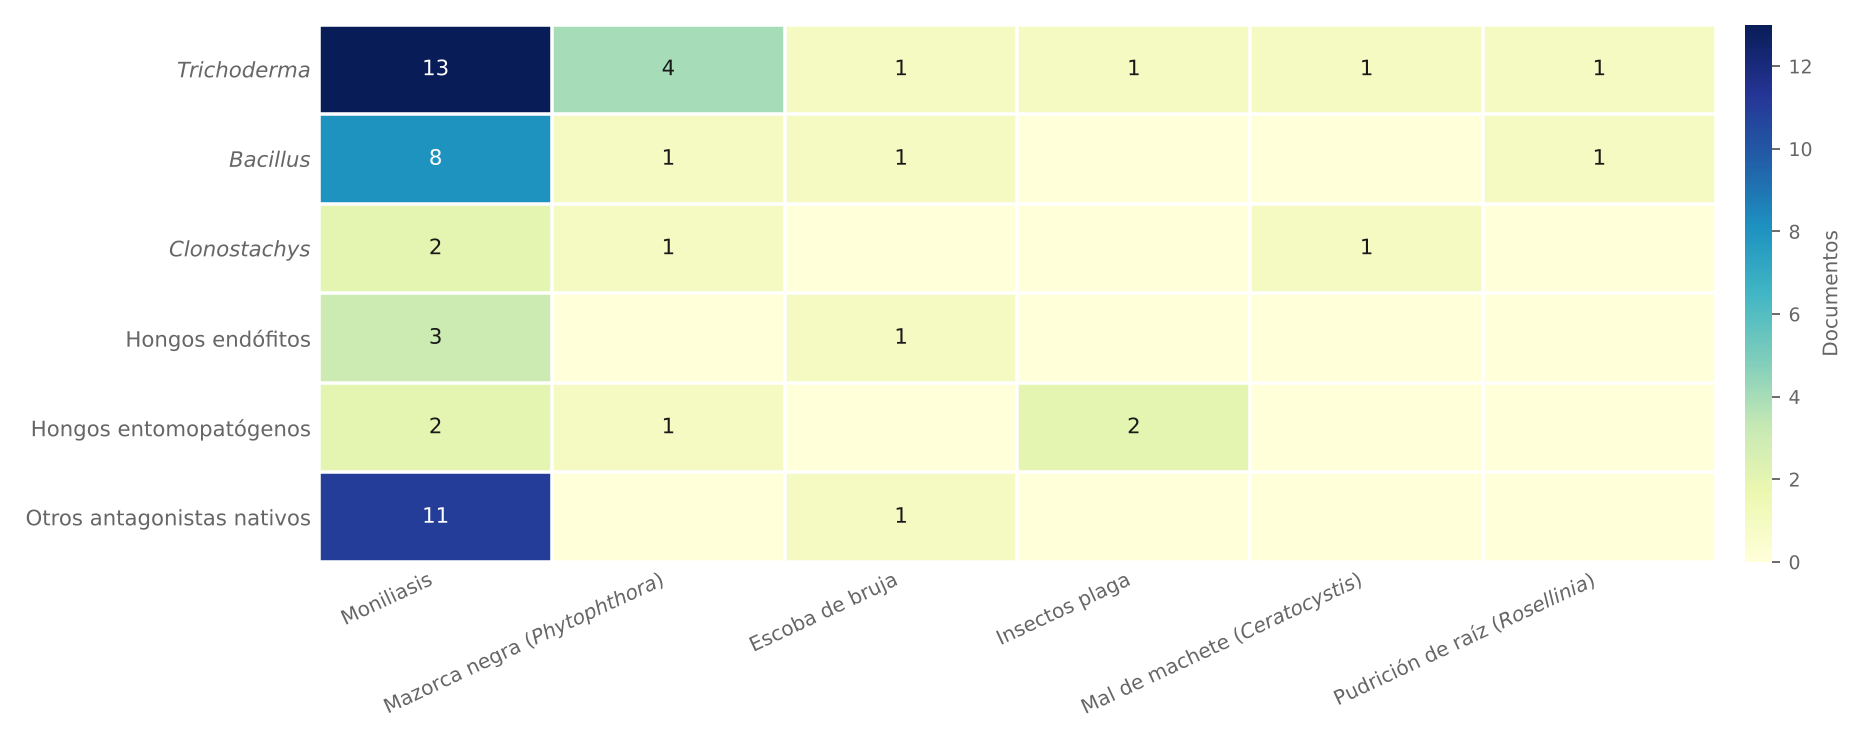 Trichoderma 13 4 1 1 1 1
Bacillus 8 1 1 1
Clonostachys 2 1 1
Hongos endófitos 3 1
Hongos entomopatógenos 2 1 2
Otros antagonistas nativos 11 1
Moniliasis
Mazorca negra (Phytophthora)
Escoba de bruja
Insectos plaga
Mal de machete (Ceratocystis)
Pudrición de raíz (Rosellinia)
12
10
8
6
4
2
0
Documentos